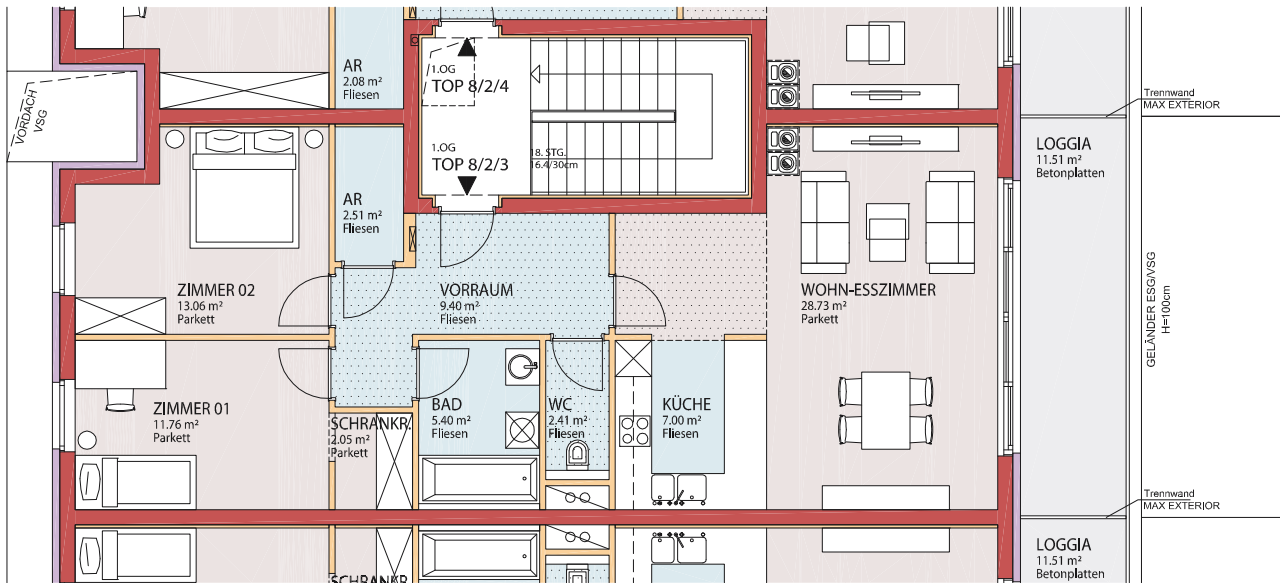 VORDACH
VSG
AR
2.08 m²
Fliesen
1.OG
TOP 8/2/4
1.OG
TOP 8/2/3
18. STG.
16.4/30cm
Trennwand
MAX EXTERIOR
LOGGIA
11.51 m²
Betonplatten
AR
2.51 m²
Fliesen
ZIMMER 02
13.06 m²
Parkett
VORRAUM
9.40 m²
Fliesen
WOHN-ESSZIMMER
28.73 m²
Parkett
GELÄNDER ESG/VSG
H=100cm
ZIMMER 01
11.76 m²
Parkett
SCHRANKR.
2.05 m²
Parkett
BAD
5.40 m²
Fliesen
WC
2.41 m²
Fliesen
KÜCHE
7.00 m²
Fliesen
Trennwand
MAX EXTERIOR
LOGGIA
11.51 m²
Betonplatten
SCHRANKR.